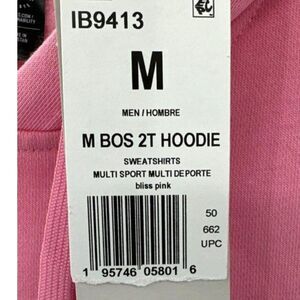 IB9413
M
MEN / HOMBRE
M BOS 2T HOODIE
SWEATSHIRTS
MULTI SPORT MULTI DEPORTE
bliss pink
50
662
UPC
1 95746 05801 6